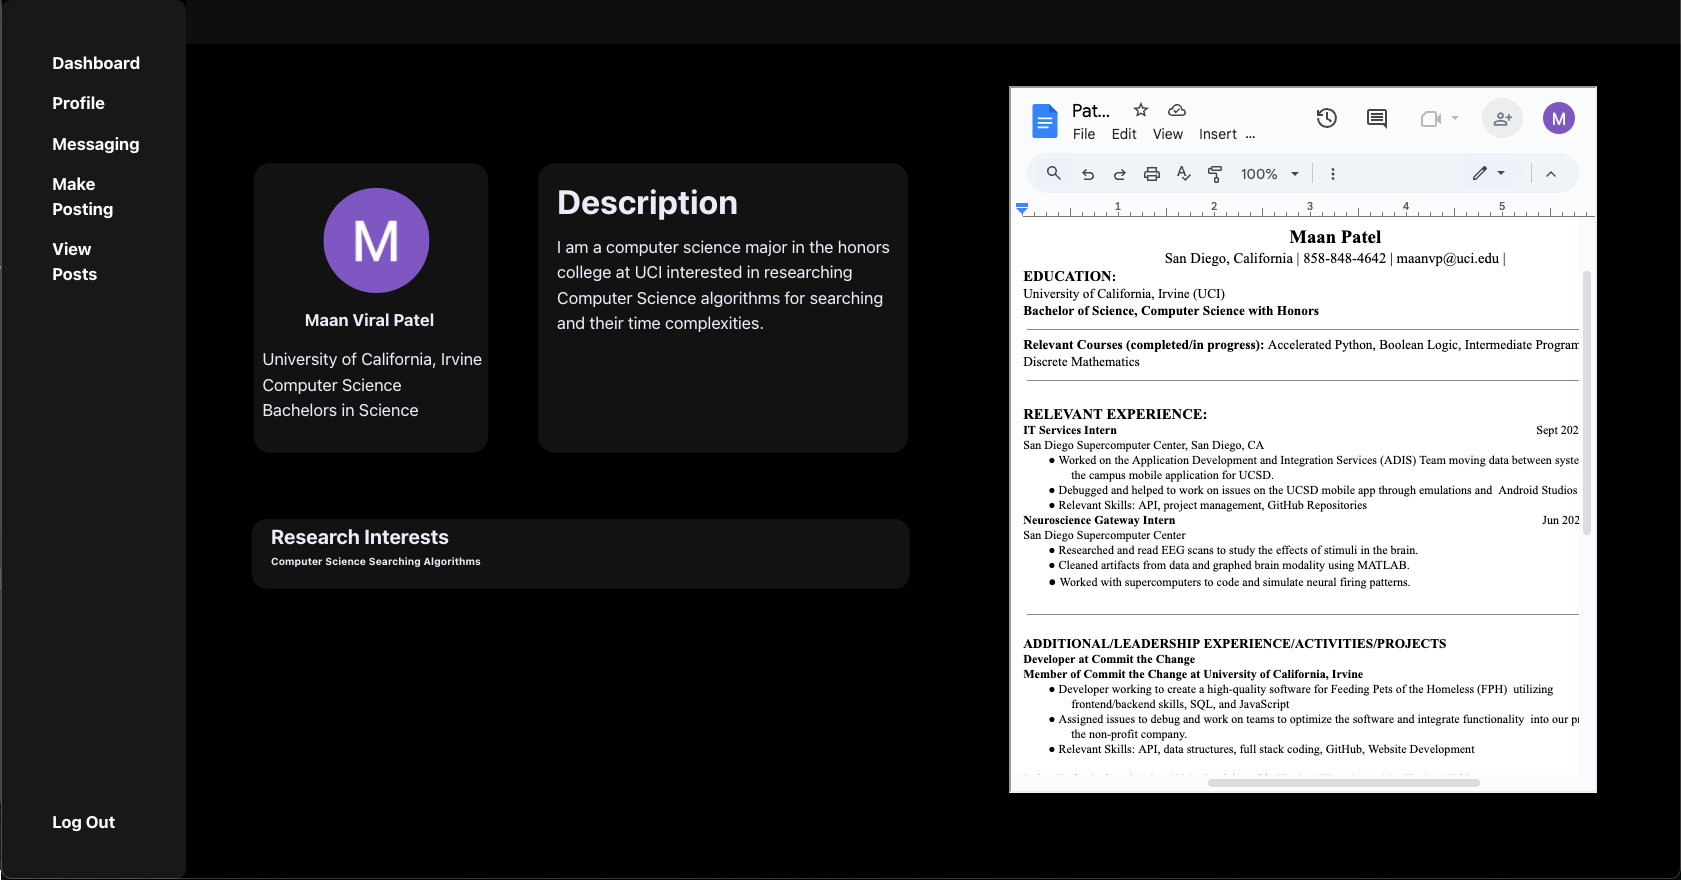 Dashboard
Profile
Messaging
Make
Posting
View
Posts
Log Out
M
Maan Viral Patel
University of California, Irvine
Computer Science
Bachelors in Science
Description
I am a computer science major in the honors
college at UCI interested in researching
Computer Science algorithms for searching
and their time complexities.
Research Interests
Computer Science Searching Algorithms
Pat...
File Edit View Insert ...
M
100%
1 2 3 4 5
Maan Patel
San Diego, California | 858-848-4642 | maanvp@uci.edu |
EDUCATION:
University of California, Irvine (UCI)
Bachelor of Science, Computer Science with Honors
Relevant Courses (completed/in progress): Accelerated Python, Boolean Logic, Intermediate Program
Discrete Mathematics
RELEVANT EXPERIENCE:
IT Services Intern Sept 202
San Diego Supercomputer Center, San Diego, CA
● Worked on the Application Development and Integration Services (ADIS) Team moving data between syste
the campus mobile application for UCSD.
● Debugged and helped to work on issues on the UCSD mobile app through emulations and Android Studios
● Relevant Skills: API, project management, GitHub Repositories
Neuroscience Gateway Intern Jun 202
San Diego Supercomputer Center
● Researched and read EEG scans to study the effects of stimuli in the brain.
● Cleaned artifacts from data and graphed brain modality using MATLAB.
● Worked with supercomputers to code and simulate neural firing patterns.
ADDITIONAL/LEADERSHIP EXPERIENCE/ACTIVITIES/PROJECTS
Developer at Commit the Change
Member of Commit the Change at University of California, Irvine
● Developer working to create a high-quality software for Feeding Pets of the Homeless (FPH) utilizing
frontend/backend skills, SQL, and JavaScript
● Assigned issues to debug and work on teams to optimize the software and integrate functionality into our pr
the non-profit company.
● Relevant Skills: API, data structures, full stack coding, GitHub, Website Development